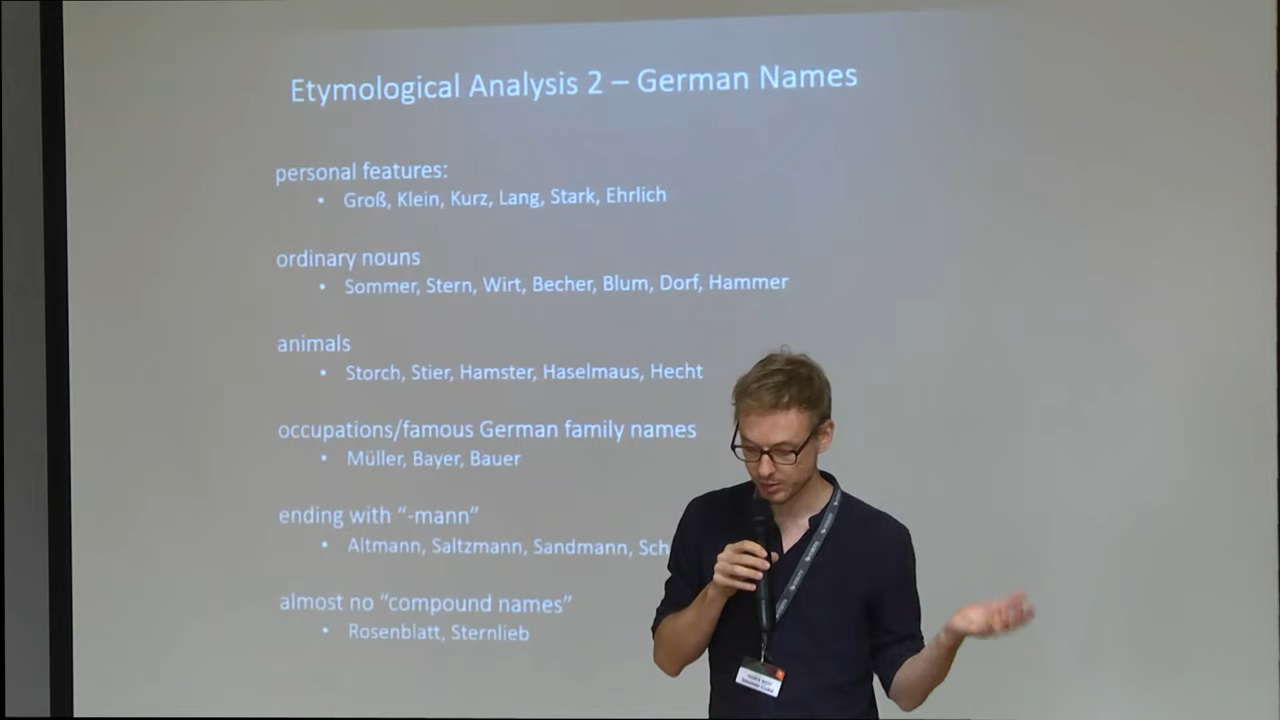 Etymological Analysis 2 – German Names
personal features:
• Groß, Klein, Kurz, Lang, Stark, Ehrlich
ordinary nouns
• Sommer, Stern, Wirt, Becher, Blum, Dorf, Hammer
animals
• Storch, Stier, Hamster, Haselmaus, Hecht
occupations/famous German family names
• Müller, Bayer, Bauer
ending with “-mann”
• Altmann, Saltzmann, Sandmann, Sch
almost no “compound names”
• Rosenblatt, Sternlieb